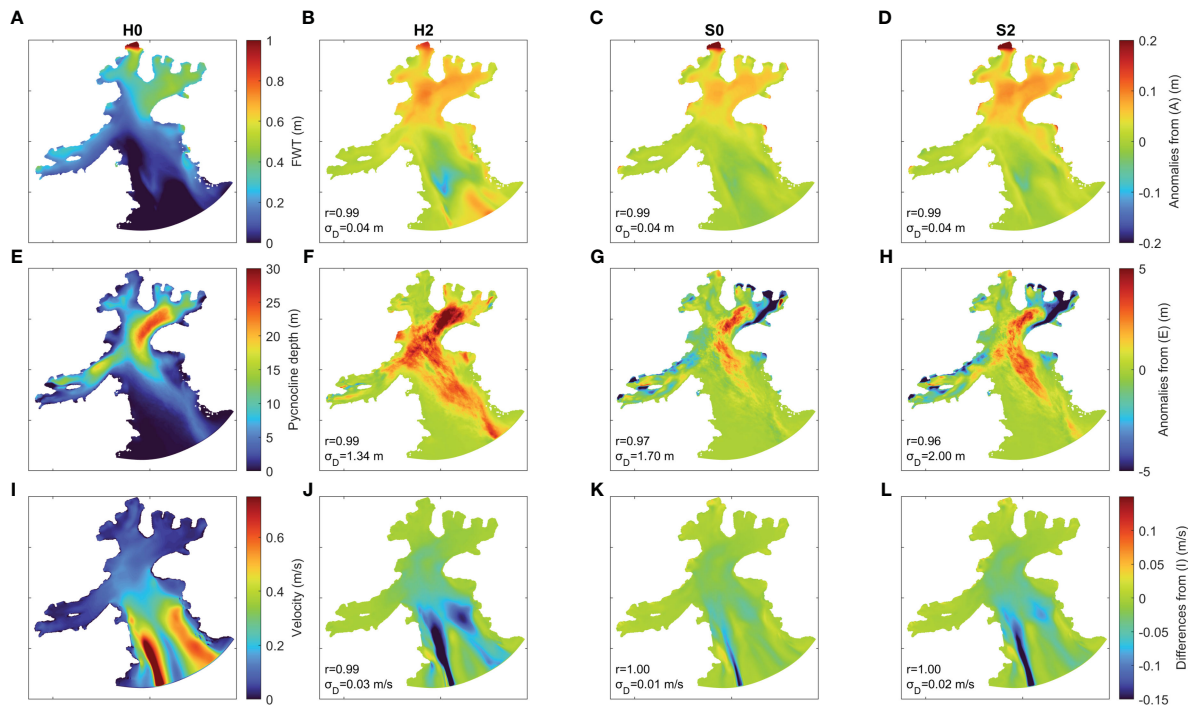 A
B
C
D
H0
H2
S0
S2
1
0.8
0.6
0.4
0.2
0
FWT (m)
r=0.99
σD=0.04 m
r=0.99
σD=0.04 m
r=0.99
σD=0.04 m
0.2
0.1
0
-0.1
-0.2
Anomalies from (A) (m)
E
F
G
H
30
25
20
15
10
5
0
Pycnocline depth (m)
r=0.99
σD=1.34 m
r=0.97
σD=1.70 m
r=0.96
σD=2.00 m
5
0
-5
Anomalies from (E) (m)
I
J
K
L
0.6
0.4
0.2
0
Velocity (m/s)
r=0.99
σD=0.03 m/s
r=1.00
σD=0.01 m/s
r=1.00
σD=0.02 m/s
0.1
0.05
0
-0.05
-0.1
-0.15
Differences from (I) (m/s)